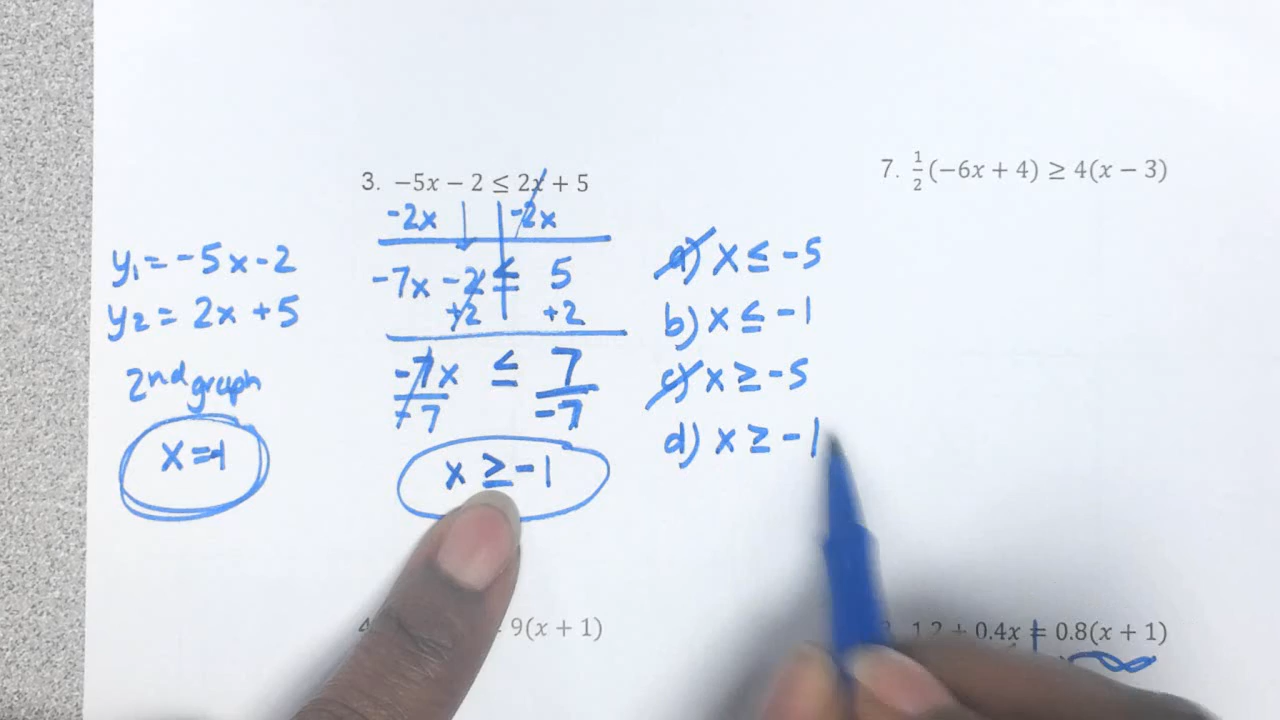 3. −5x − 2 ≤ 2x + 5
-2x -2x
-7x -2 ≤ 5
+2 +2
-7x ≤ 7
-7 -7
x ≥ -1
y₁ = -5x-2
y₂ = 2x +5
2nd graph
x=-1
a) x ≤ -5
b) x ≤ -1
c) x ≥ -5
d) x ≥ -1
7. 1/2(−6x + 4) ≥ 4(x − 3)
9(x + 1)
1.2 + 0.4x = 0.8(x + 1)